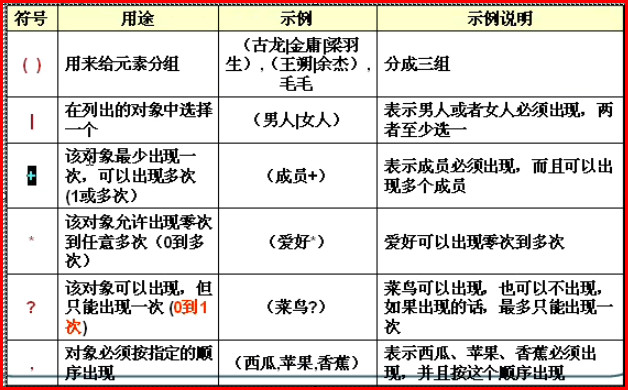 符号 用途 示例 示例说明
( ) 用来给元素分组 (古龙|金庸|梁羽
生),(王朔|余杰),
毛毛 分成三组
| 在列出的对象中选择
一个 (男人|女人) 表示男人或者女人必须出现,两
者至少选一
+ 该对象最少出现一
次,可以出现多次
(1或多次) (成员+) 表示成员必须出现,而且可以出
现多个成员
* 该对象允许出现零次
到任意多次(0到多
次) (爱好*) 爱好可以出现零次到多次
? 该对象可以出现,但
只能出现一次 (0到1
次) (菜鸟?) 菜鸟可以出现,也可以不出现,
如果出现的话,最多只能出现一
次
, 对象必须按指定的顺
序出现 (西瓜,苹果,香蕉) 表示西瓜、苹果、香蕉必须出
现,并且按这个顺序出现